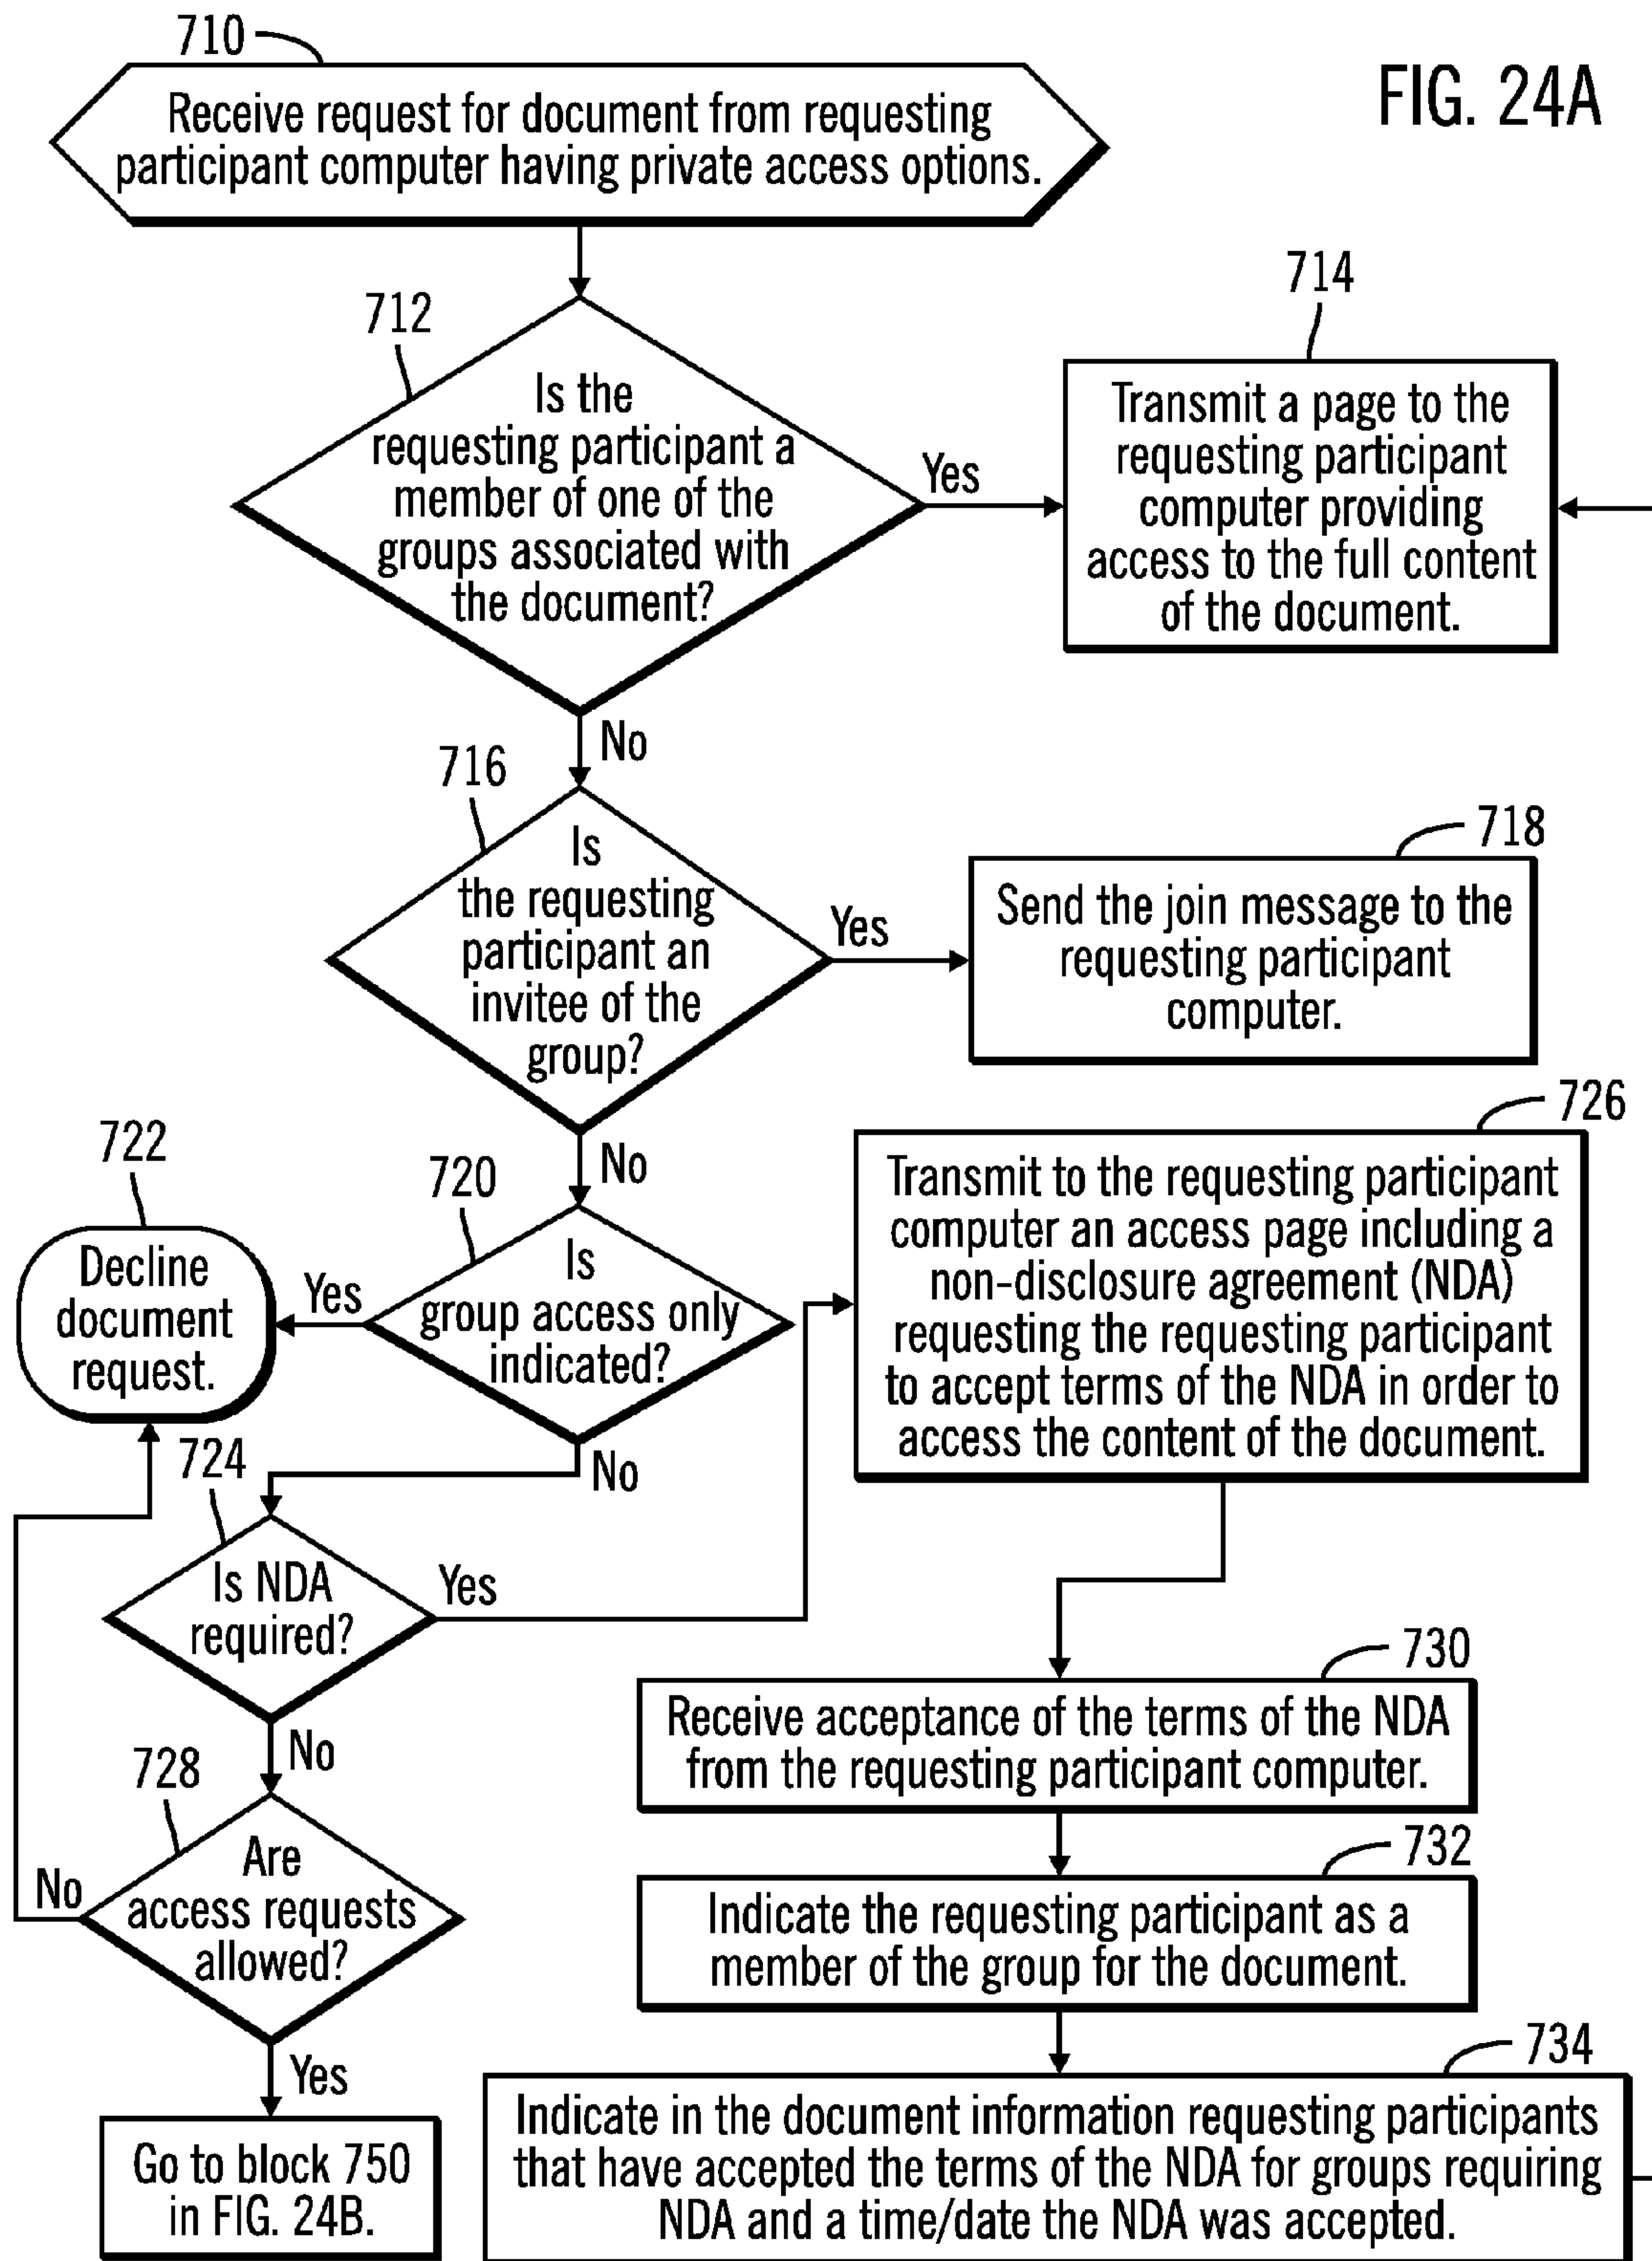 710
FIG. 24A
Receive request for document from requesting
participant computer having private access options.
712
Is the
requesting participant a
member of one of the
groups associated with
the document?
Yes
714
Transmit a page to the
requesting participant
computer providing
access to the full content
of the document.
No
716
Is
the requesting
participant an
invitee of the
group?
Yes
718
Send the join message to the
requesting participant
computer.
No
720
Is
group access only
indicated?
Yes
722
Decline
document
request.
No
724
Is NDA
required?
Yes
726
Transmit to the requesting participant
computer an access page including a
non-disclosure agreement (NDA)
requesting the requesting participant
to accept terms of the NDA in order to
access the content of the document.
No
728
Are
access requests
allowed?
No
Yes
Go to block 750
in FIG. 24B.
730
Receive acceptance of the terms of the NDA
from the requesting participant computer.
732
Indicate the requesting participant as a
member of the group for the document.
734
Indicate in the document information requesting participants
that have accepted the terms of the NDA for groups requiring
NDA and a time/date the NDA was accepted.